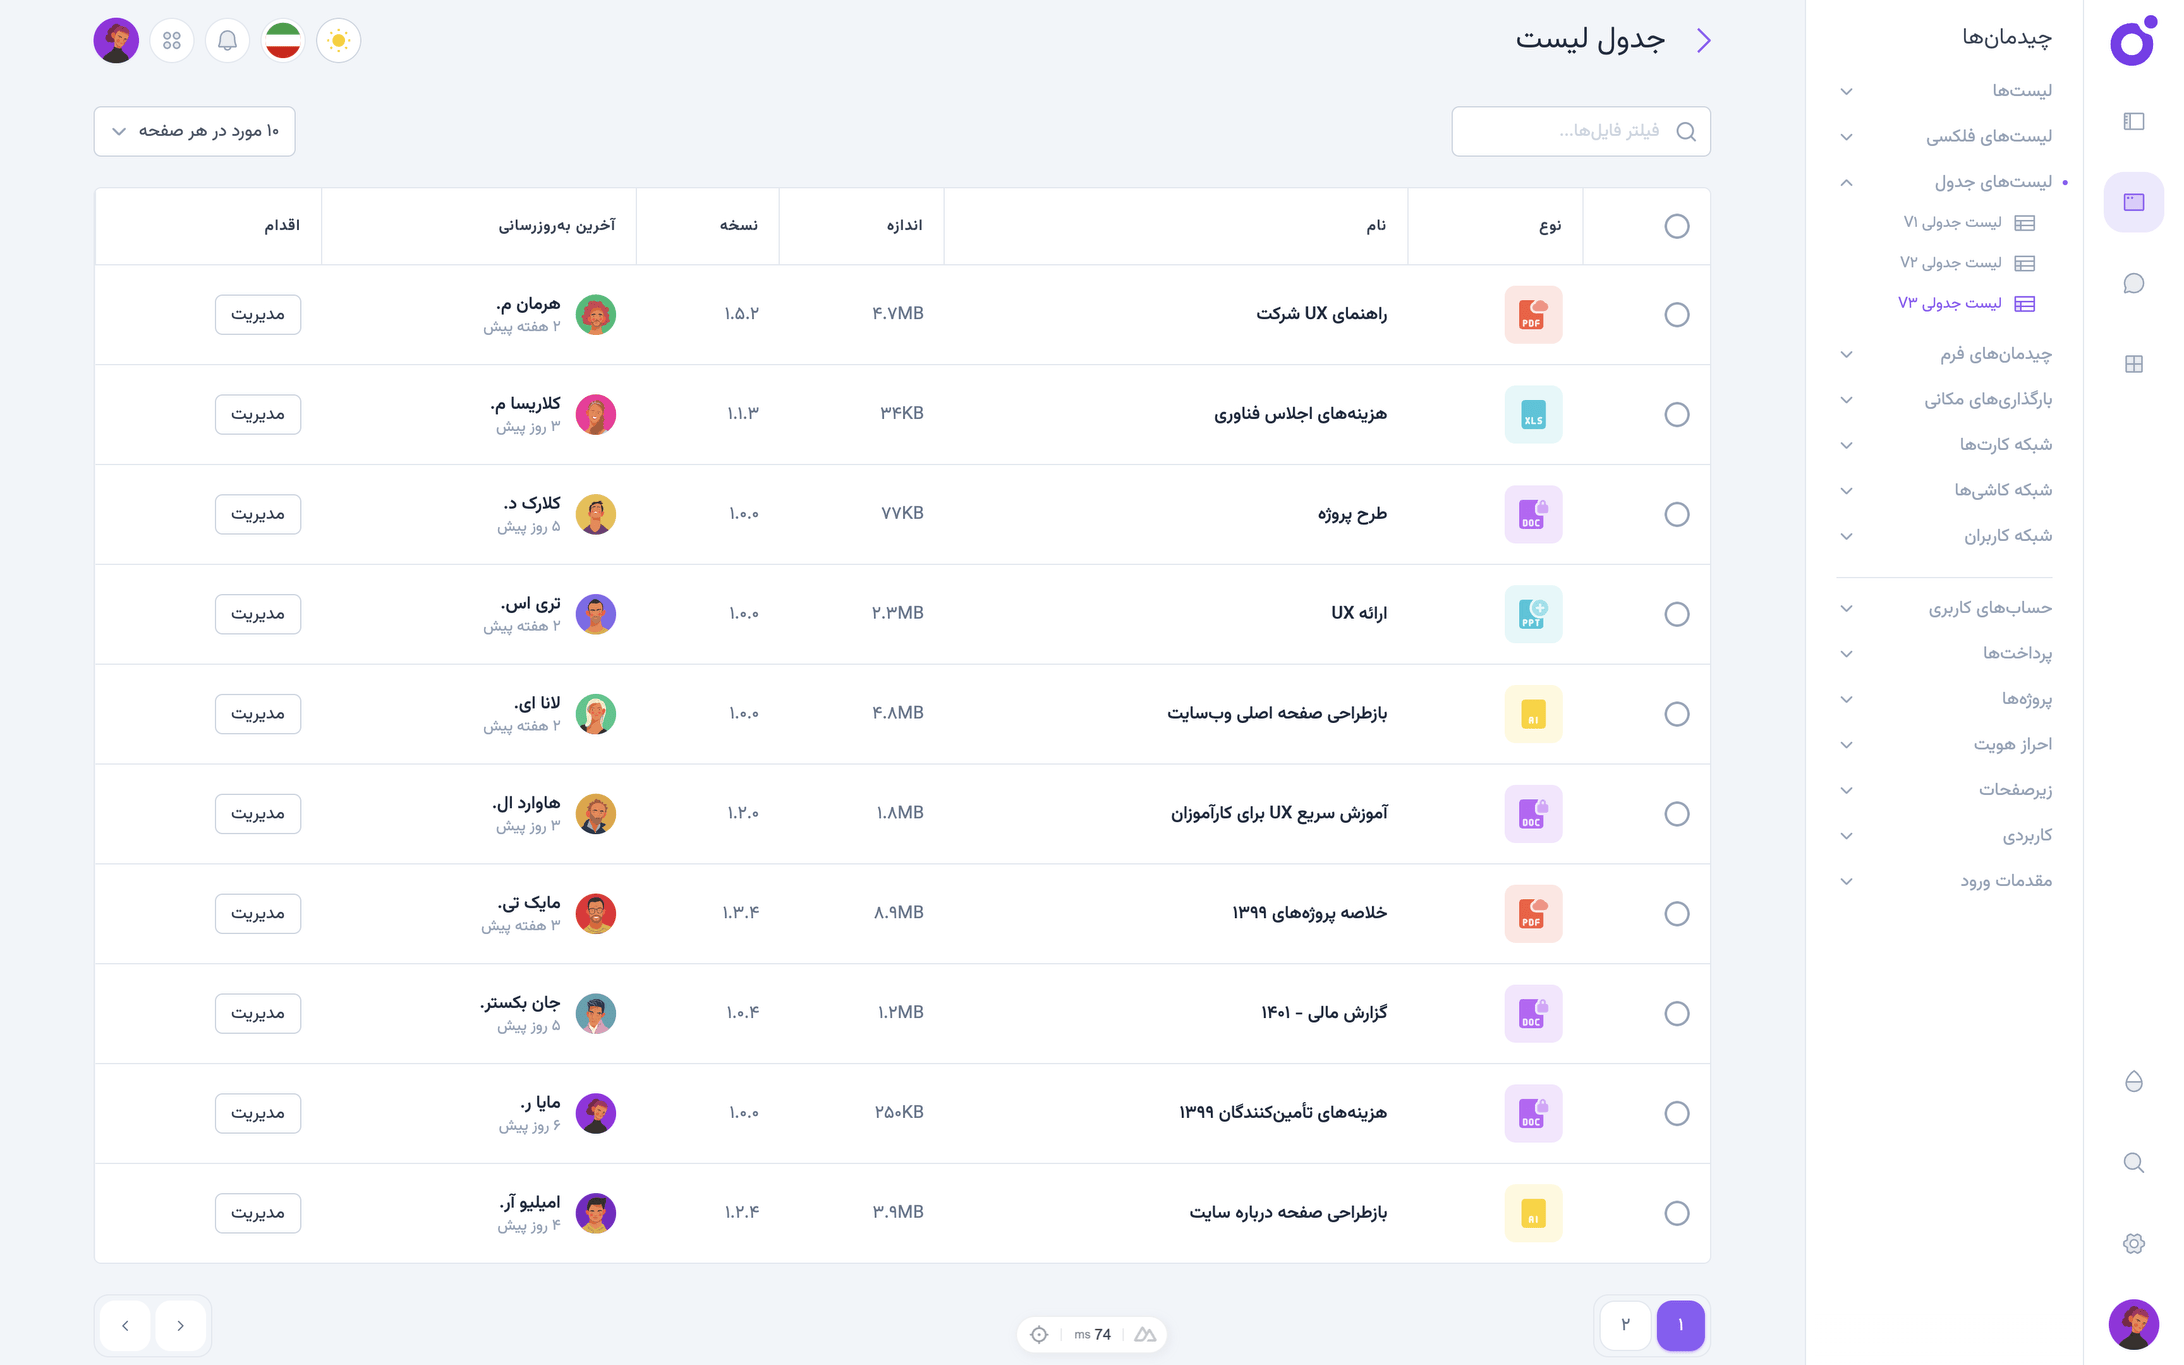 چیدمان‌ها
لیست‌ها
لیست‌های فلکسی
لیست‌های جدول
لیست جدولی V۱
لیست جدولی V۲
لیست جدولی V۳
چیدمان‌های فرم
بارگذاری‌های مکانی
شبکه کارت‌ها
شبکه کاشی‌ها
شبکه کاربران
حساب‌های کاربری
پرداخت‌ها
پروژه‌ها
احراز هویت
زیرصفحات
کاربردی
مقدمات ورود
جدول لیست
فیلتر فایل‌ها...
۱۰ مورد در هر صفحه
نوع نام اندازه نسخه آخرین به‌روزرسانی اقدام
PDF راهنمای UX شرکت ۴.۷MB ۱.۵.۲ هرمان م. مدیریت
۲ هفته پیش
XLS هزینه‌های اجلاس فناوری ۳۴KB ۱.۱.۳ کلاریسا م. مدیریت
۳ روز پیش
DOC طرح پروژه ۷۷KB ۱.۰.۰ کلارک د. مدیریت
۵ روز پیش
PPT ارائه UX ۲.۳MB ۱.۰.۰ تری اس. مدیریت
۲ هفته پیش
AI بازطراحی صفحه اصلی وب‌سایت ۴.۸MB ۱.۰.۰ لانا ای. مدیریت
۲ هفته پیش
DOC آموزش سریع UX برای کارآموزان ۱.۸MB ۱.۲.۰ هاوارد ال. مدیریت
۳ روز پیش
PDF خلاصه پروژه‌های ۱۳۹۹ ۸.۹MB ۱.۳.۴ مایک تی. مدیریت
۳ هفته پیش
DOC گزارش مالی - ۱۴۰۱ ۱.۲MB ۱.۰.۴ جان بکستر. مدیریت
۵ روز پیش
DOC هزینه‌های تأمین‌کنندگان ۱۳۹۹ ۲۵۰KB ۱.۰.۰ مایا ر. مدیریت
۶ روز پیش
AI بازطراحی صفحه درباره سایت ۳.۹MB ۱.۲.۴ امیلیو آر. مدیریت
۴ روز پیش
۱ ۲
74 ms